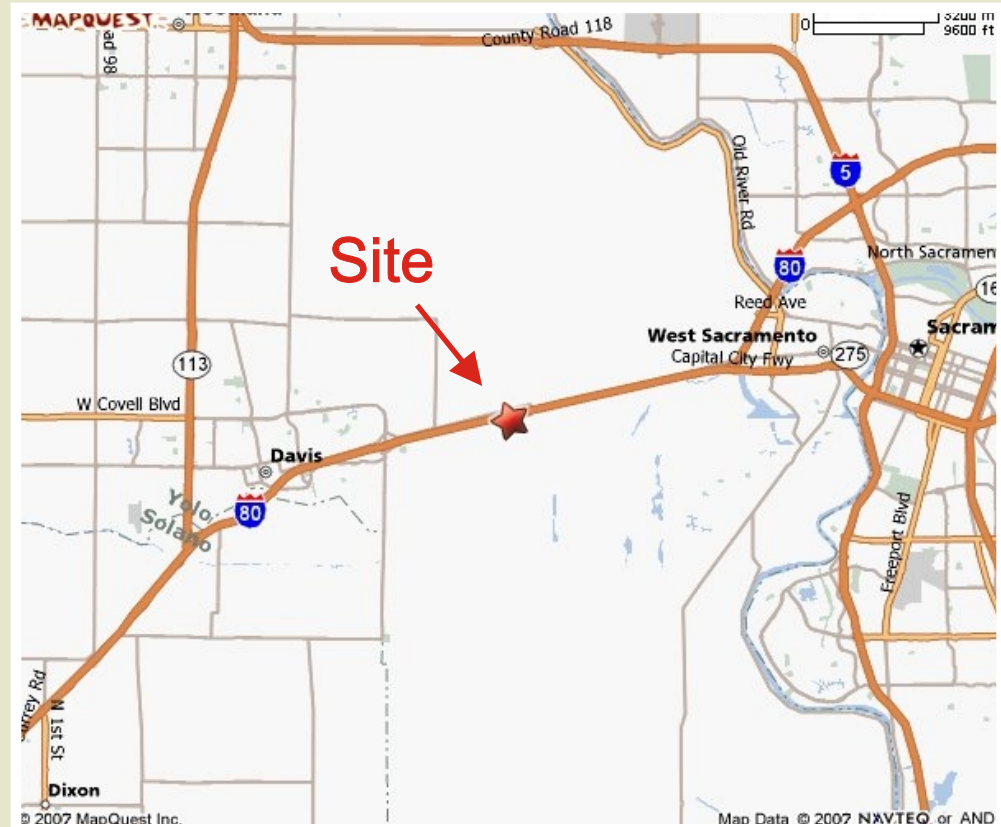 MAPQUEST
ad 98
County Road 118
0
3200 m
9600 ft
Old River Rd
5
Site
80
North Sacramen
Reed Ave
16
West Sacramento
Sacram
Capital City Fwy
275
113
W Covell Blvd
Davis
Yolo
Solano
80
Freeport Blvd
N 1st St
Dixon
© 2007 MapQuest Inc.
Map Data © 2007 NAVTEQ or AND